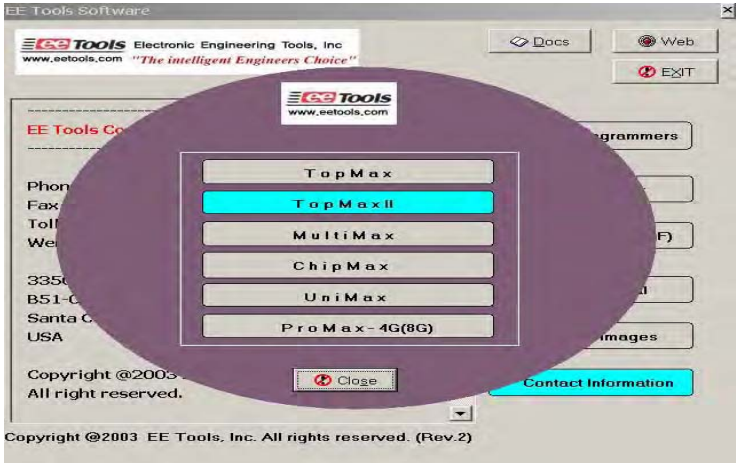 EE Tools Software
EE Tools Electronic Engineering Tools, Inc
www.eetools.com "The intelligent Engineers Choice"
Docs
Web
EXIT
EE Tools
www.eetools.com
EE Tools Co
grammers
TopMax
TopMaxII
MultiMax
ChipMax
UniMax
ProMax-4G(8G)
Close
Phon
Fax
Toll
We
3350
B51-
Santa C
USA
F)
mages
Copyright @2003
All right reserved.
Contact Information
Copyright @2003 EE Tools, Inc. All rights reserved. (Rev.2)